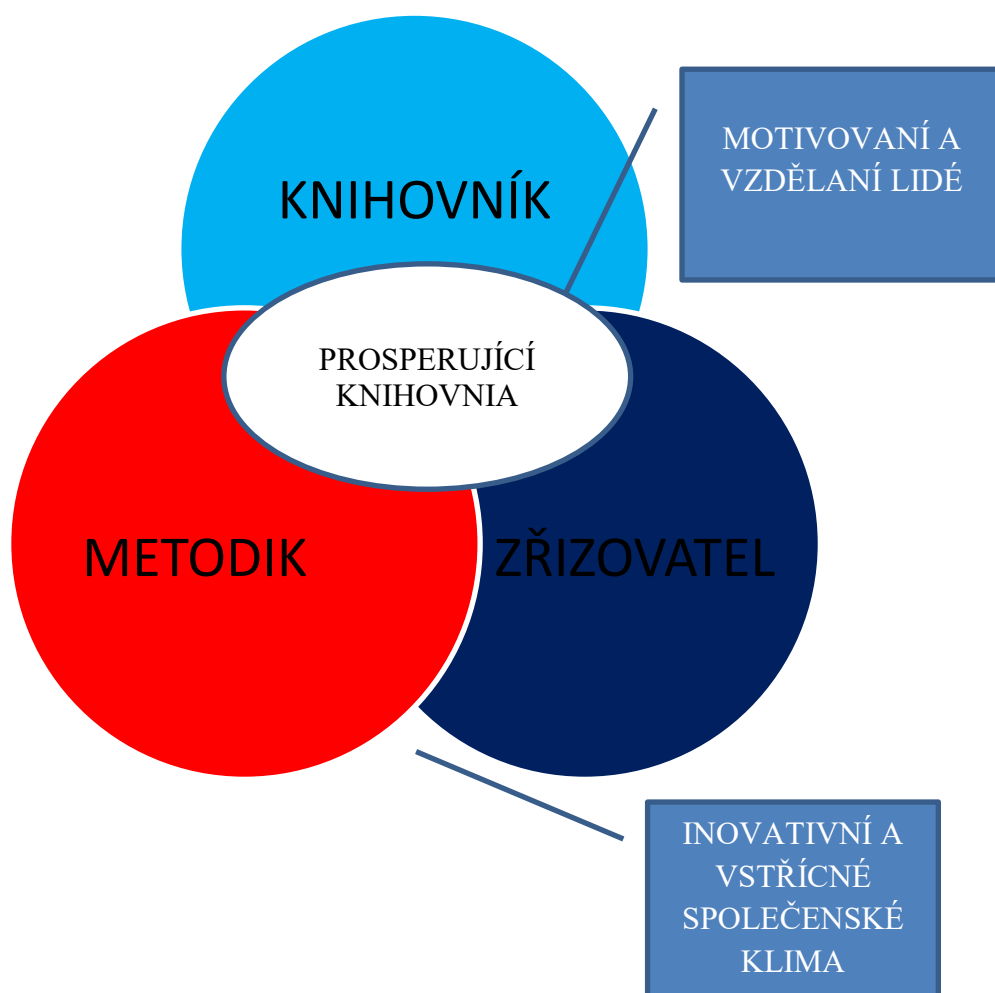 MOTIVOVANÍ A
VZDĚLANÍ LIDÉ
KNIHOVNÍK
PROSPERUJÍCÍ
KNIHOVNIA
METODIK
ZŘIZOVATEL
INOVATIVNÍ A
VSTŘÍCNÉ
SPOLEČENSKÉ
KLIMA